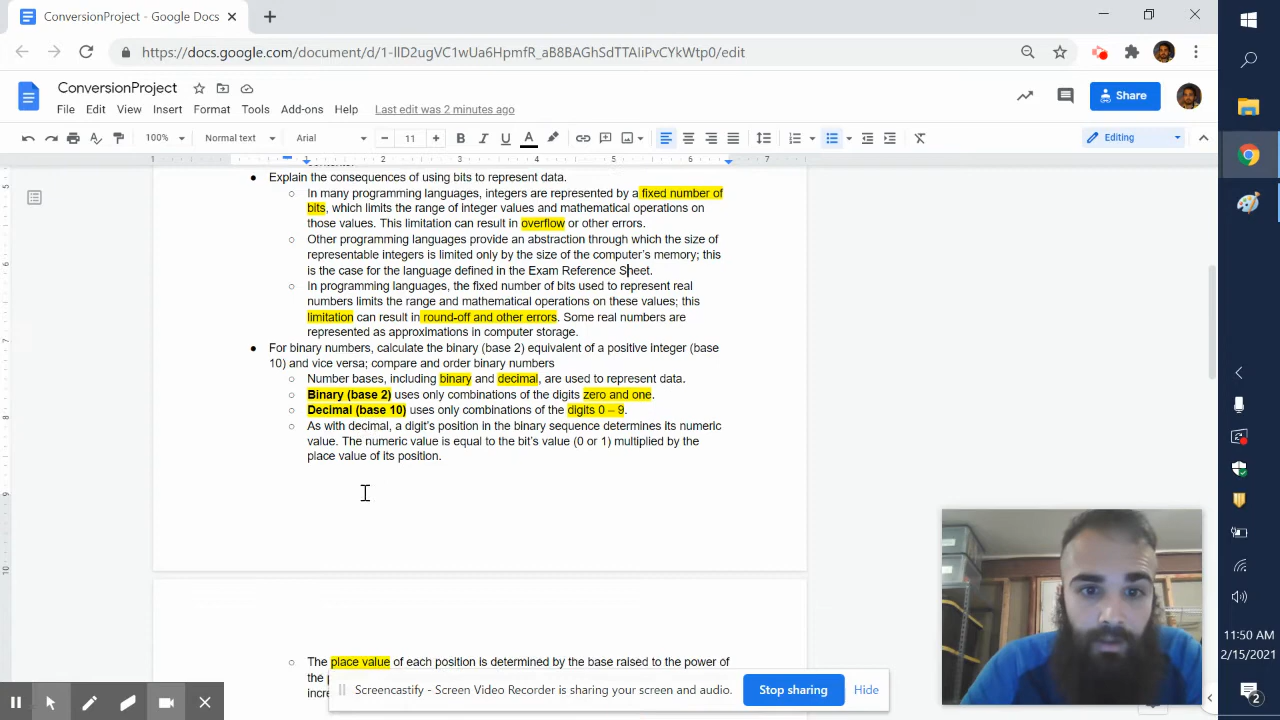 ConversionProject - Google Docs
https://docs.google.com/document/d/1-llD2ugVC1wUa6HpmfR_aB8BAGhSdTTAIiPvCYkWtp0/edit
ConversionProject
File Edit View Insert Format Tools Add-ons Help Last edit was 2 minutes ago
Share
100% Normal text Arial 11 Editing
1 1 2 3 4 5 6 7
Explain the consequences of using bits to represent data.
In many programming languages, integers are represented by a fixed number of
bits, which limits the range of integer values and mathematical operations on
those values. This limitation can result in overflow or other errors.
Other programming languages provide an abstraction through which the size of
representable integers is limited only by the size of the computer's memory; this
is the case for the language defined in the Exam Reference Sheet.
In programming languages, the fixed number of bits used to represent real
numbers limits the range and mathematical operations on these values; this
limitation can result in round-off and other errors. Some real numbers are
represented as approximations in computer storage.
For binary numbers, calculate the binary (base 2) equivalent of a positive integer (base
10) and vice versa; compare and order binary numbers
Number bases, including binary and decimal, are used to represent data.
Binary (base 2) uses only combinations of the digits zero and one.
Decimal (base 10) uses only combinations of the digits 0 – 9.
As with decimal, a digit's position in the binary sequence determines its numeric
value. The numeric value is equal to the bit's value (0 or 1) multiplied by the
place value of its position.
The place value of each position is determined by the base raised to the power of
the
Screencastify - Screen Video Recorder is sharing your screen and audio.
Stop sharing
Hide
11:50 AM
2/15/2021
2